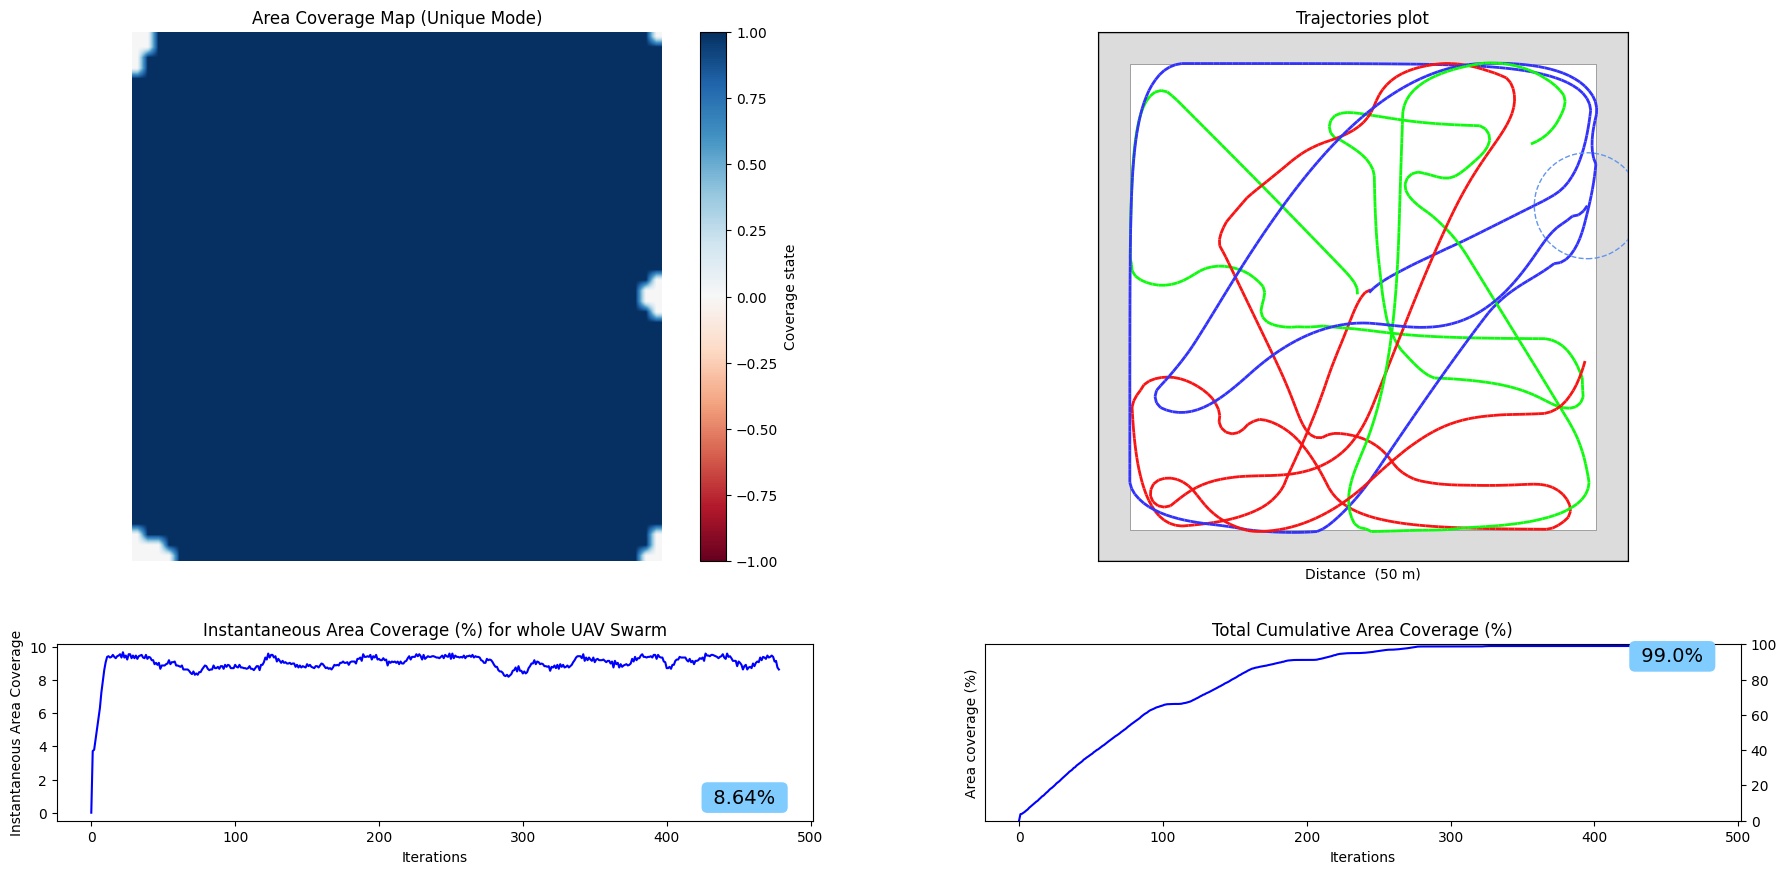 Area Coverage Map (Unique Mode)
1.00
0.75
0.50
0.25
0.00
−0.25
−0.50
−0.75
−1.00
Coverage state
Trajectories plot
Distance  (50 m)
Instantaneous Area Coverage (%) for whole UAV Swarm
Instantaneous Area Coverage
10
8
6
4
2
0
8.64%
0 100 200 300 400 500
Iterations
Total Cumulative Area Coverage (%)
Area coverage (%)
99.0%
100
80
60
40
20
0
0 100 200 300 400 500
Iterations